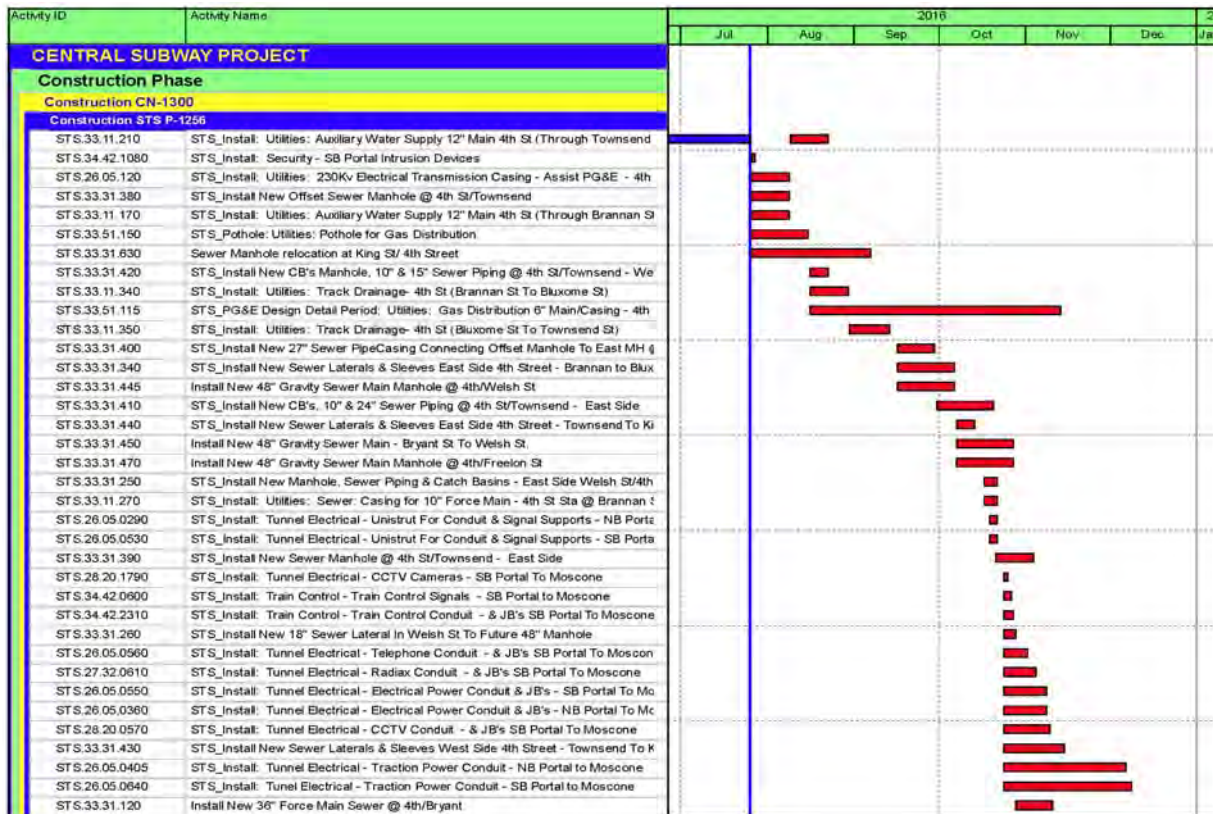 Activity ID Activity Name 2016 2
Jul Aug Sep Oct Nov Dec Ja
CENTRAL SUBWAY PROJECT
Construction Phase
Construction CN-1300
Construction STS P-1256
STS.33.11.210 STS_Install: Utilities: Auxiliary Water Supply 12" Main 4th St (Through Townsend
STS.34.42.1080 STS_Install: Security - SB Portal Intrusion Devices
STS.26.05.120 STS_Install; Utilities: 230Kv Electrical Transmission Casing - Assist PG&E - 4th
STS.33.31.380 STS_Install New Offset Sewer Manhole @ 4th St/Townsend
STS.33.11.170 STS_Install: Utilities: Auxiliary Water Supply 12" Main 4th St (Through Brannan St
STS.33.51.150 STS_Pothole: Utilities: Pothole for Gas Distribution
STS.33.31.630 Sewer Manhole relocation at King St/ 4th Street
STS.33.31.420 STS_Install New CB's Manhole, 10" & 15" Sewer Piping @ 4th St/Townsend - We
STS.33.11.340 STS_Install: Utilities: Track Drainage- 4th St (Brannan St To Bluxome St)
STS.33.51.115 STS_PG&E Design Detail Period; Utilities: Gas Distribution 6" Main/Casing - 4th
STS.33.11.350 STS_Install: Utilities: Track Drainage- 4th St (Bluxome St To Townsend St)
STS.33.31.400 STS_Install New 27" Sewer PipeCasing Connecting Offset Manhole To East MH @
STS.33.31.340 STS_Install New Sewer Laterals & Sleeves East Side 4th Street - Brannan to Blux
STS.33.31.445 Install New 48" Gravity Sewer Main Manhole @ 4th/Welsh St
STS.33.31.410 STS_Install New CB's, 10" & 24" Sewer Piping @ 4th St/Townsend - East Side
STS.33.31.440 STS_Install New Sewer Laterals & Sleeves East Side 4th Street - Townsend To Ki
STS.33.31.450 Install New 48" Gravity Sewer Main - Bryant St To Welsh St.
STS.33.31.470 Install New 48" Gravity Sewer Main Manhole @ 4th/Freelon St
STS.33.31.250 STS_Install New Manhole, Sewer Piping & Catch Basins - East Side Welsh St/4th
STS.33.11.270 STS_Install: Utilities: Sewer: Casing for 10" Force Main - 4th St Sta @ Brannan S
STS.26.05.0290 STS_Install: Tunnel Electrical - Unistrut For Conduit & Signal Supports - NB Porta
STS.26.05.0530 STS_Install: Tunnel Electrical - Unistrut For Conduit & Signal Supports - SB Porta
STS.33.31.390 STS_Install New Sewer Manhole @ 4th St/Townsend - East Side
STS.28.20.1790 STS_Install: Tunnel Electrical - CCTV Cameras - SB Portal To Moscone
STS.34.42.0600 STS_Install: Train Control - Train Control Signals - SB Portal to Moscone
STS.34.42.2310 STS_Install: Train Control - Train Control Conduit - & JB's SB Portal To Moscone
STS.33.31.260 STS_Install New 18" Sewer Lateral In Welsh St To Future 48" Manhole
STS.26.05.0560 STS_Install: Tunnel Electrical - Telephone Conduit - & JB's SB Portal To Moscon
STS.27.32.0610 STS_Install: Tunnel Electrical - Radiax Conduit - & JB's SB Portal To Moscone
STS.26.05.0550 STS_Install: Tunnel Electrical - Electrical Power Conduit & JB's - SB Portal To Mo
STS.26.05.0360 STS_Install: Tunnel Electrical - Electrical Power Conduit & JB's - NB Portal To Mo
STS.28.20.0570 STS_Install: Tunnel Electrical - CCTV Conduit - & JB's SB Portal To Moscone
STS.33.31.430 STS_Install New Sewer Laterals & Sleeves West Side 4th Street - Townsend To K
STS.26.05.0405 STS_Install: Tunnel Electrical - Traction Power Conduit - NB Portal to Moscone
STS.26.05.0640 STS_Install: Tunel Electrical - Traction Power Conduit - SB Portal to Moscone
STS.33.31.120 Install New 36" Force Main Sewer @ 4th/Bryant